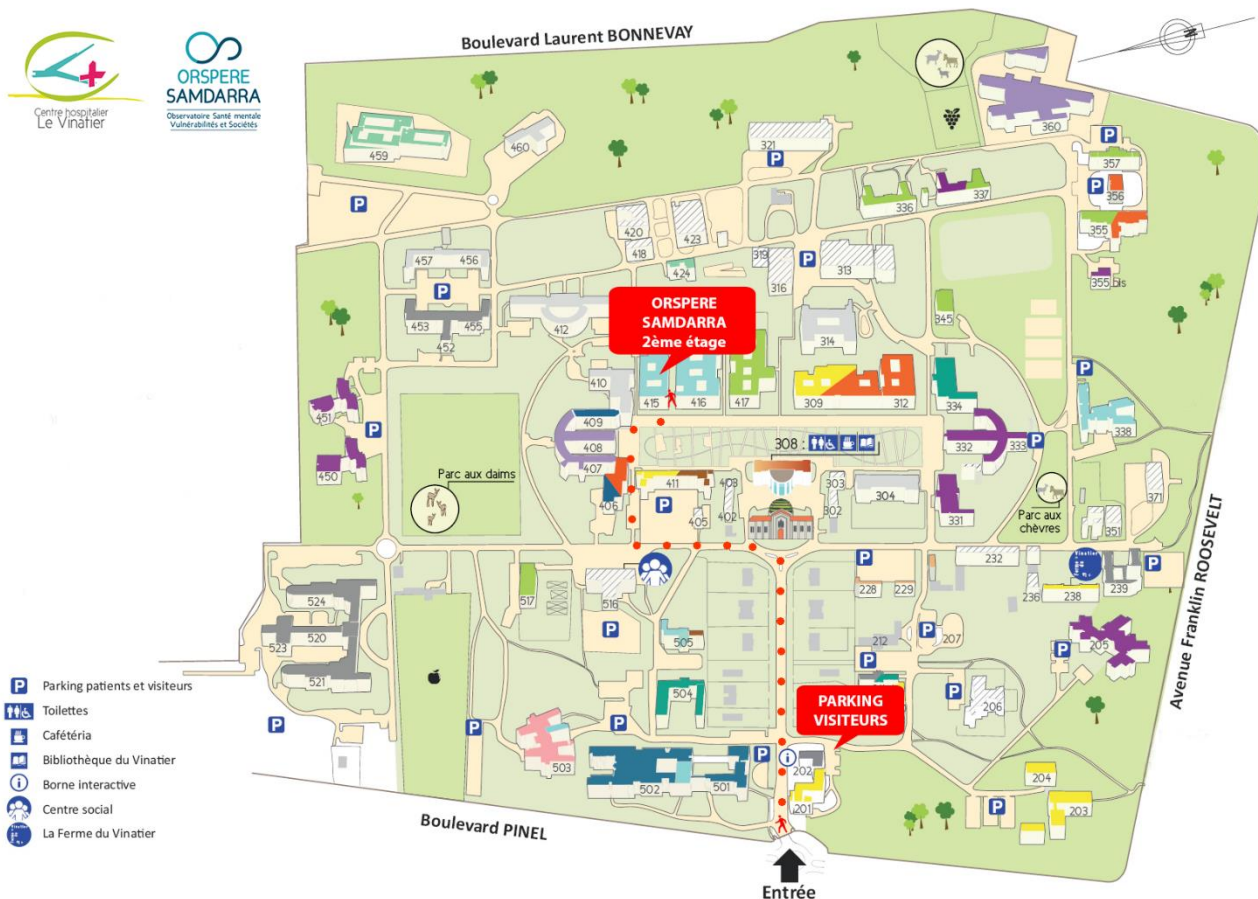 Boulevard Laurent BONNEVAY
N
Centre hospitalier
Le Vinatier
ORSPERE
SAMDARRA
Observatoire Santé mentale
Vulnérabilités et Sociétés
459
460
321
P
360
P
357
P
356
336
337
355
355 bis
P
420
423
418
424
319
316
P
313
457
456
P
453
455
452
412
ORSPERE
SAMDARRA
2ème étage
314
345
410
415
416
417
309
312
334
P
338
409
408
407
406
451
P
450
Parc aux daims
308 :
332
333
P
411
403
402
405
P
303
302
304
331
Parc aux
chèvres
371
351
Avenue Franklin ROOSEVELT
524
520
523
521
P
517
516
P
505
504
P
228
229
232
236
238
Vinatier
239
P
212
207
P
P
205
P
P
206
PARKING
VISITEURS
P
P
503
P
502
501
P
i
202
201
204
203
P
P
Parking patients et visiteurs
Toilettes
Cafétéria
Bibliothèque du Vinatier
i
Borne interactive
Centre social
La Ferme du Vinatier
Boulevard PINEL
Entrée